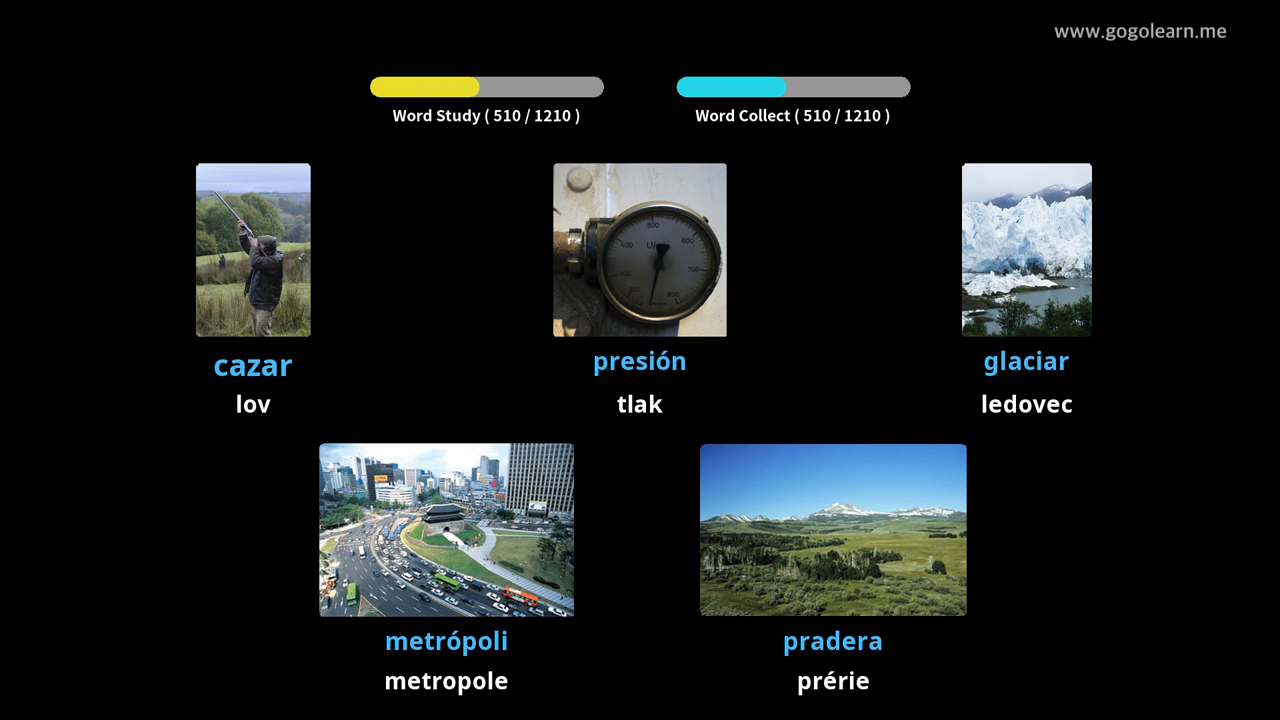 www.gogolearn.me
Word Study ( 510 / 1210 )
Word Collect ( 510 / 1210 )
cazar
presión
glaciar
lov
tlak
ledovec
metrópoli
pradera
metropole
prérie